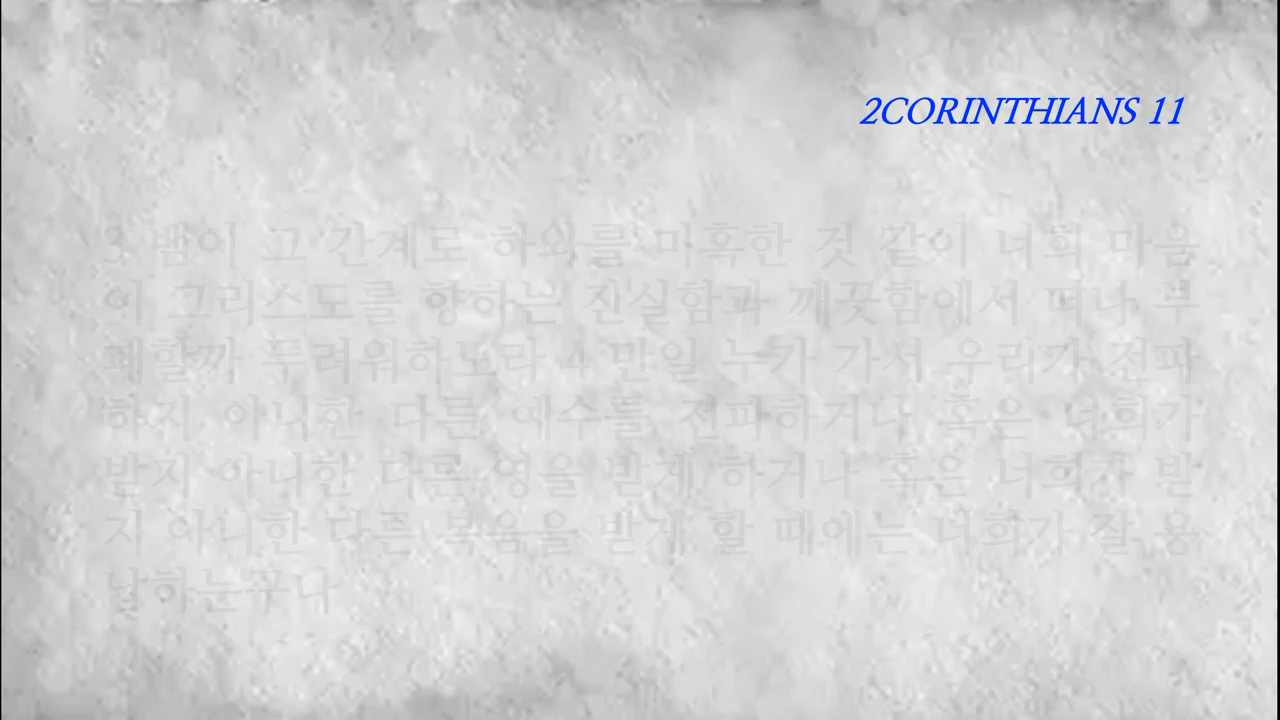 2CORINTHIANS 11
3 뱀이 그 간계로 하와를 미혹한 것 같이 너희 마음
이 그리스도를 향하는 진실함과 깨끗함에서 떠나 부
패할까 두려워하노라 4 만일 누가 가서 우리가 전파
하지 아니한 다른 예수를 전파하거나 혹은 너희가
받지 아니한 다른 영을 받게 하거나 혹은 너희가 받
지 아니한 다른 복음을 받게 할 때에는 너희가 잘 용
납하는구나